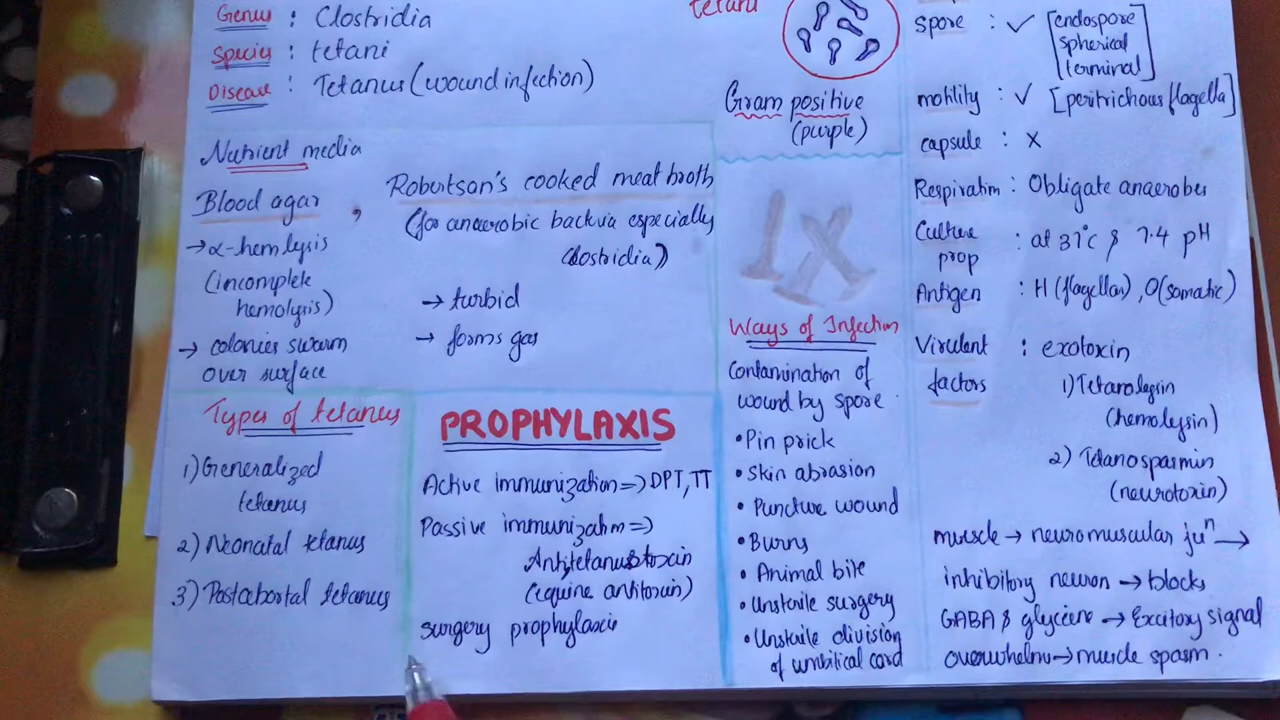 Genus : Clostridia
Species : tetani
Disease : Tetanus (wound infection)
Nutrient media
Blood agar ,
→ α-hemlysis
(incomplete
hemolysis)
→ colonies swarm
over surface
Robertson's cooked meat broth
(for anaerobic backvia especially
clostridia)
→ turbid
→ forms gas
Types of tetanus
1) Generalized
tetanus
2) Neonatal tetanus
3) Postabortal tetanus
PROPHYLAXIS
Active immunization => DPT, TT
Passive immunization =>
Antitetanus toxin
(equine antitoxin)
surgery prophylaxis
tetani
Gram positive
(purple)
Ways of Infection
Contamination of
wound by spore
• Pin prick
• Skin abrasion
• Puncture wound
• Burns
• Animal bite
• Unsterile surgery
• Unsterile division
of umbilical cord
spore : ✓ [endospore
spherical
terminal]
motility : ✓ [peritrichous flagella]
capsule : x
Respiration : Obligate anaerobes
Culture prop : at 37°c & 7.4 pH
Antigen : H (flagellar), O (somatic)
Virulent factors : exotoxin
1) Tetanolysin
(hemolysin)
2) Tetanospasmin
(neurotoxin)
muscle → neuromuscular juⁿ →
inhibitory neuron → blocks
GABA & glycine → Excitory signal
overwhelm → muscle spasm.